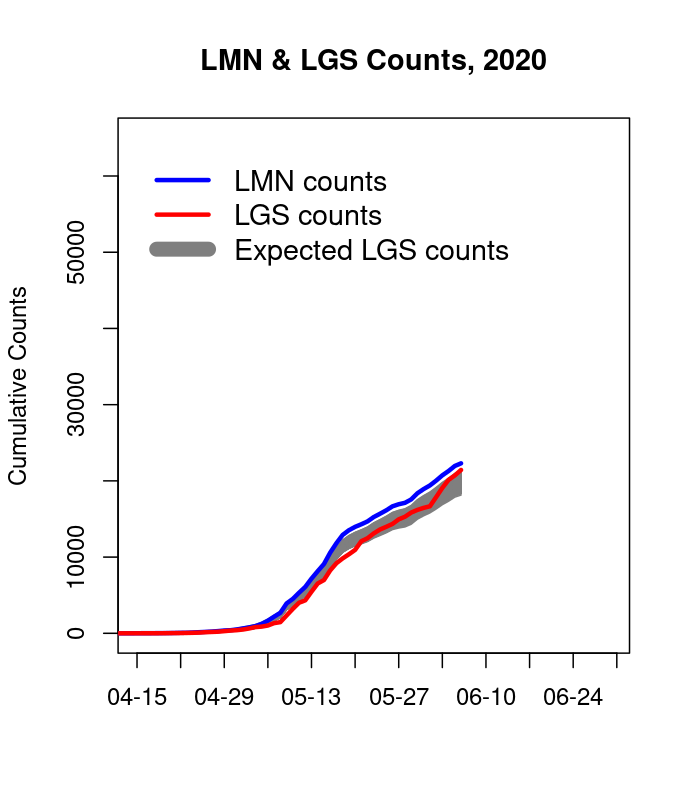 LMN & LGS Counts, 2020
LMN counts
LGS counts
Expected LGS counts
Cumulative Counts
50000
30000
10000
0
04-15 04-29 05-13 05-27 06-10 06-24